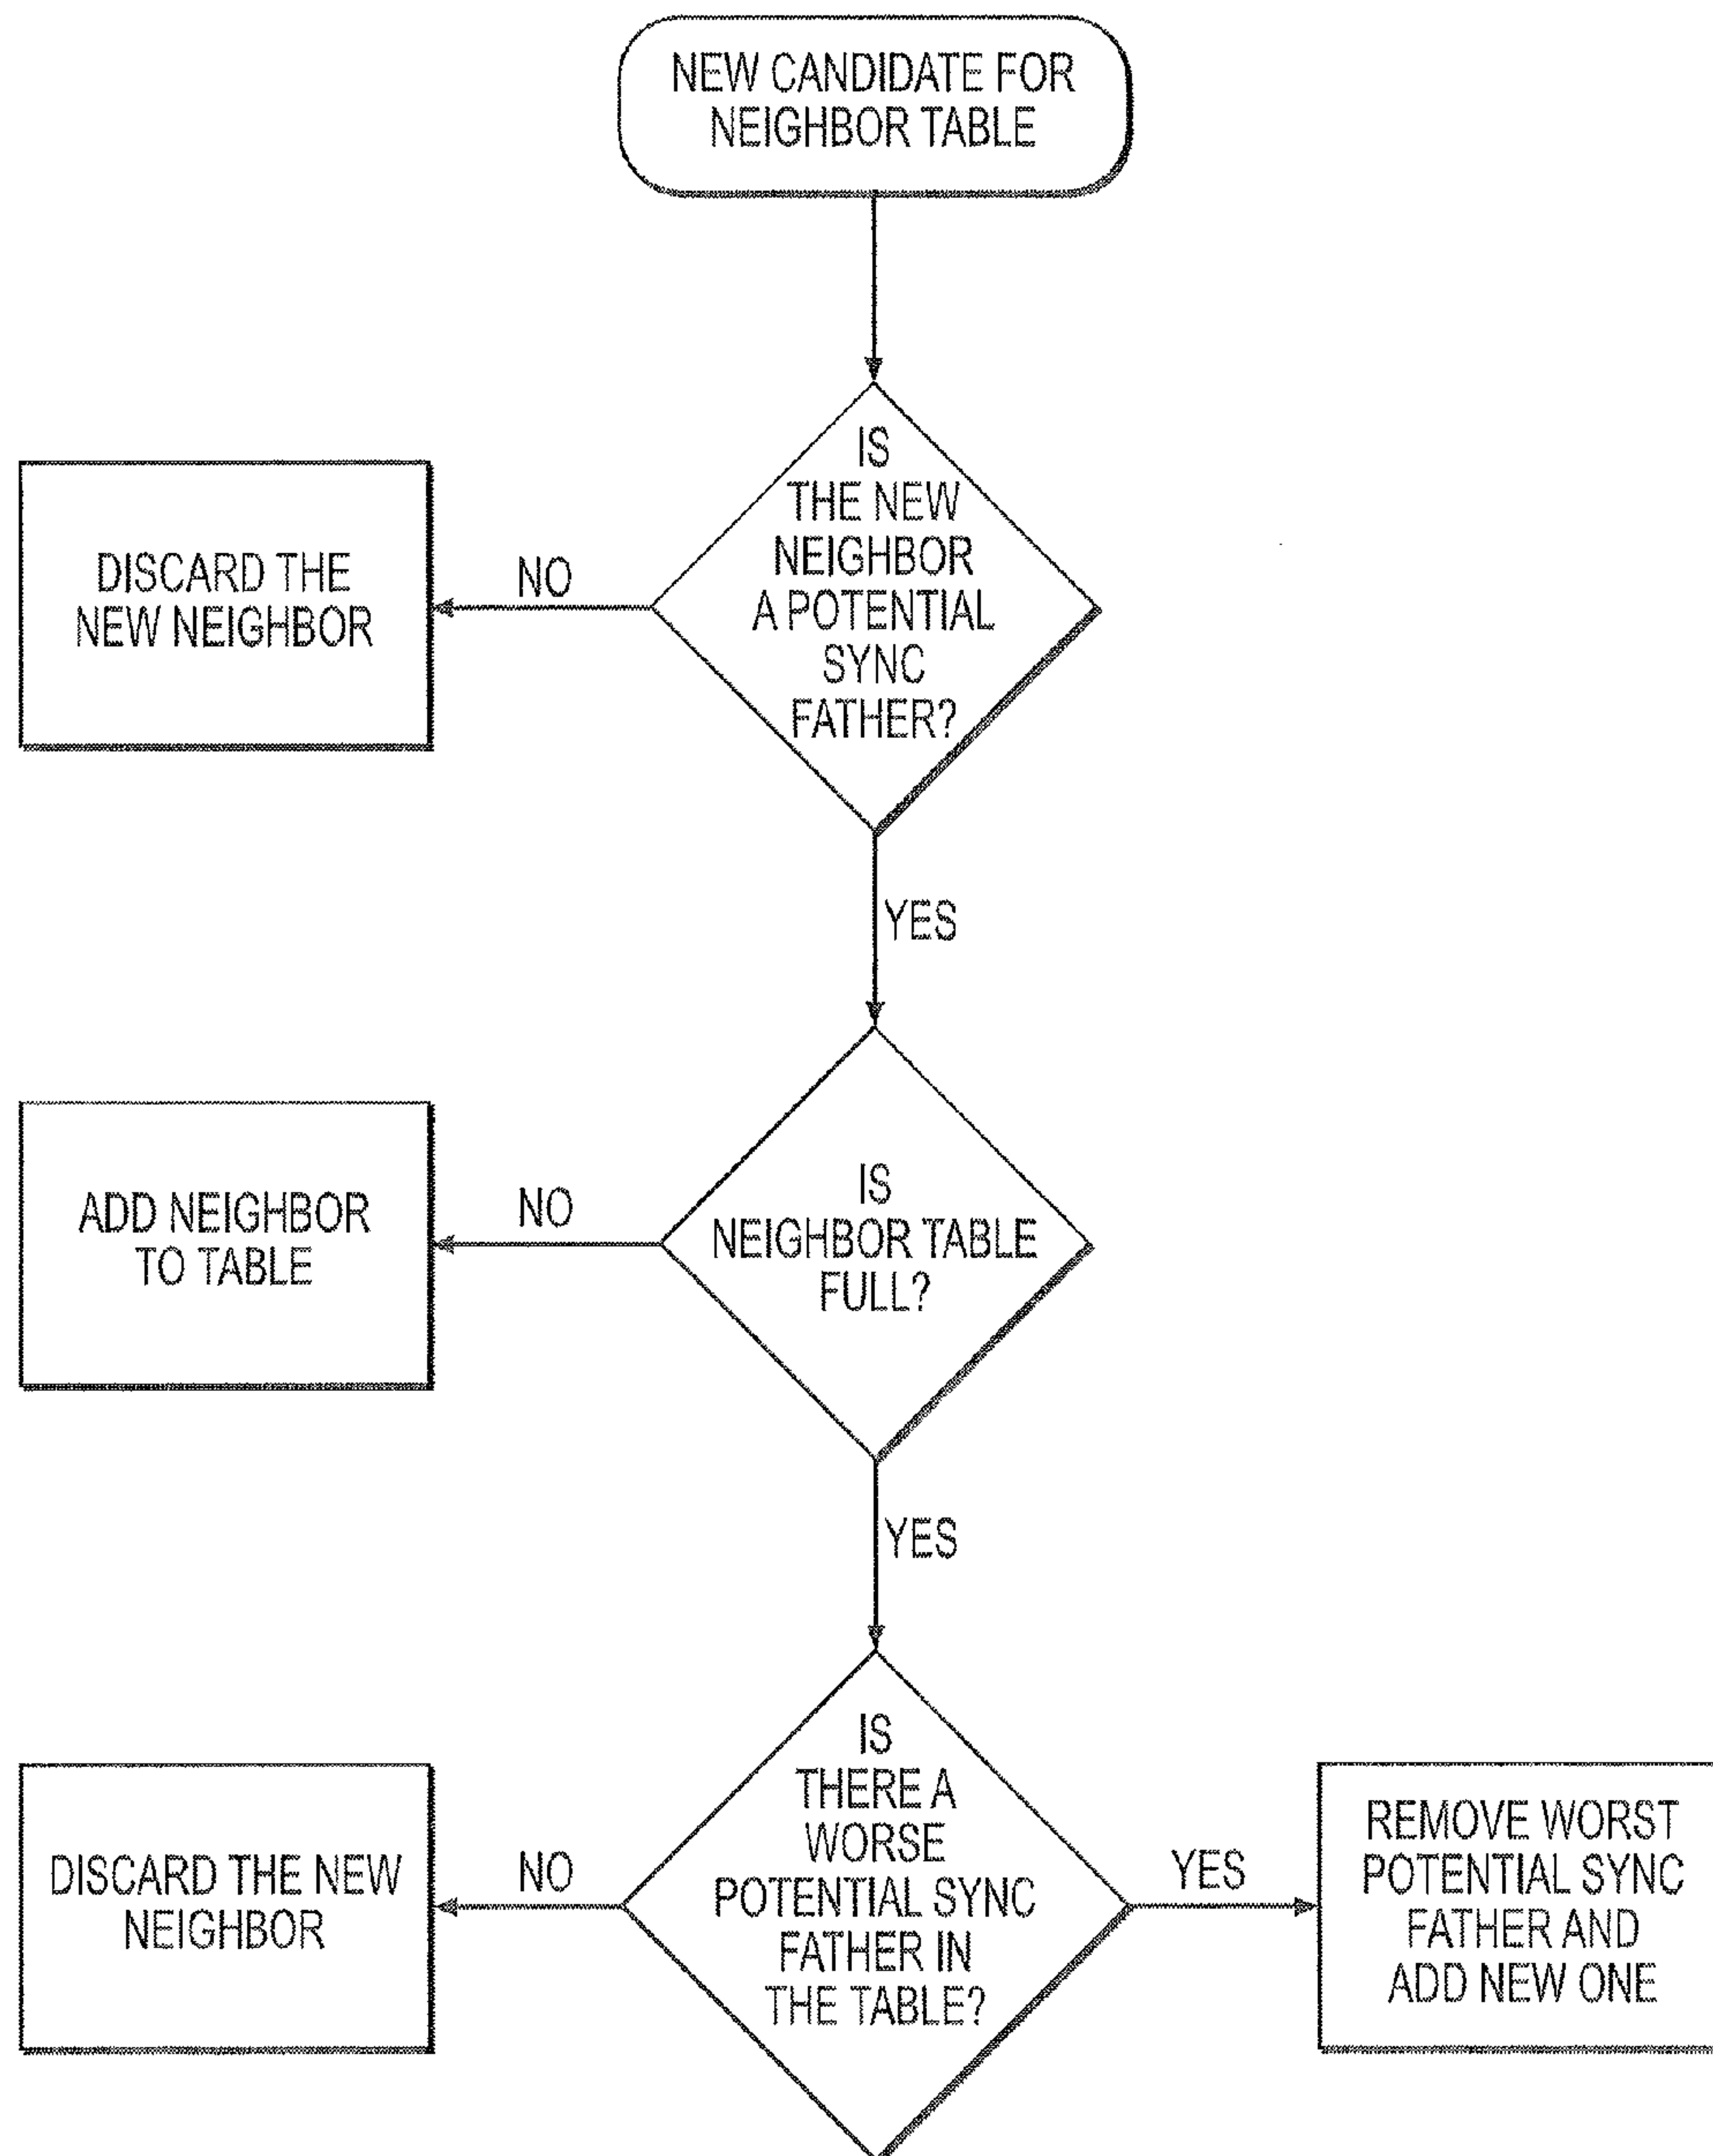 NEW CANDIDATE FOR
NEIGHBOR TABLE
IS
THE NEW
NEIGHBOR
A POTENTIAL
SYNC
FATHER?
NO
DISCARD THE
NEW NEIGHBOR
YES
IS
NEIGHBOR TABLE
FULL?
NO
ADD NEIGHBOR
TO TABLE
YES
IS
THERE A
WORSE
POTENTIAL SYNC
FATHER IN
THE TABLE?
NO
DISCARD THE NEW
NEIGHBOR
YES
REMOVE WORST
POTENTIAL SYNC
FATHER AND
ADD NEW ONE